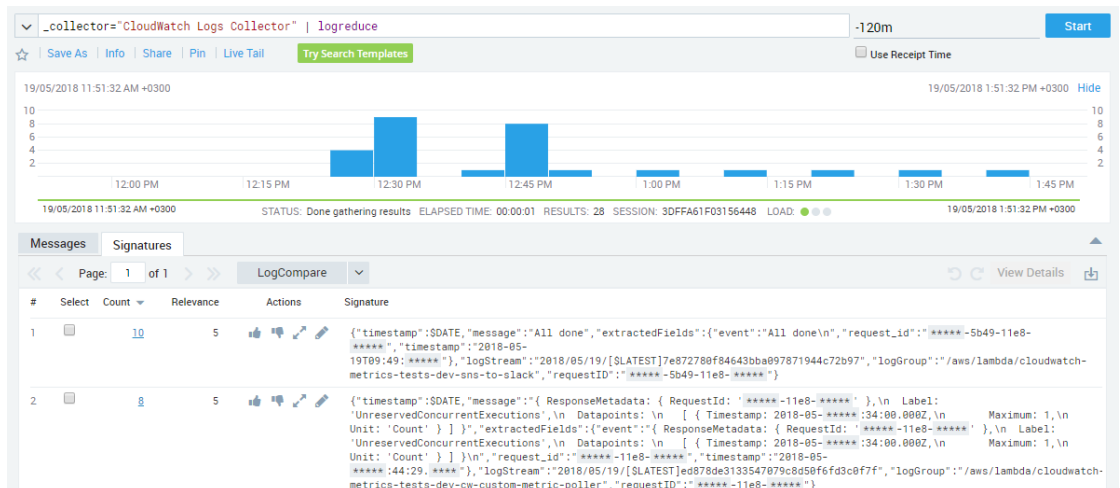 _collector="CloudWatch Logs Collector" | logreduce
-120m
Start
Save As | Info | Share | Pin | Live Tail
Try Search Templates
Use Receipt Time
19/05/2018 11:51:32 AM +0300
19/05/2018 1:51:32 PM +0300 Hide
10
8
6
4
2
10
8
6
4
2
12:00 PM
12:15 PM
12:30 PM
12:45 PM
1:00 PM
1:15 PM
1:30 PM
1:45 PM
19/05/2018 11:51:32 AM +0300
STATUS: Done gathering results ELAPSED TIME: 00:00:01 RESULTS: 28 SESSION: 3DFFA61F03156448 LOAD:
19/05/2018 1:51:32 PM +0300
Messages
Signatures
Page: 1 of 1
LogCompare
View Details
# Select Count Relevance Actions Signature
1 10 5 {"timestamp":$DATE,"message":"All done","extractedFields":{"event":"All done\n","request_id":"*****-5b49-11e8-
*****","timestamp":"2018-05-
19T09:49:*****"},"logStream":"2018/05/19/[$LATEST]7e872780f84643bba097871944c72b97","logGroup":"/aws/lambda/cloudwatch-
metrics-tests-dev-sns-to-slack","requestID":"*****-5b49-11e8-*****"}
2 8 5 {"timestamp":$DATE,"message":"{ ResponseMetadata: { RequestId: '*****-11e8-*****' },\n Label:
'UnreservedConcurrentExecutions',\n Datapoints: \n [ { Timestamp: 2018-05-*****:34:00.000Z,\n Maximum: 1,\n
Unit: 'Count' } ] }","extractedFields":{"event":"{ ResponseMetadata: { RequestId: '*****-11e8-*****' },\n Label:
'UnreservedConcurrentExecutions',\n Datapoints: \n [ { Timestamp: 2018-05-*****:34:00.000Z,\n Maximum: 1,\n
Unit: 'Count' } ] }\n","request_id":"*****-11e8-*****","timestamp":"2018-05-
*****:44:29.****"},"logStream":"2018/05/19/[$LATEST]ed878de3133547079c8d50f6fd3c0f7f","logGroup":"/aws/lambda/cloudwatch-
metrics-tests-dev-cw-custom-metric-poller","requestID":"*****-11e8-*****"}